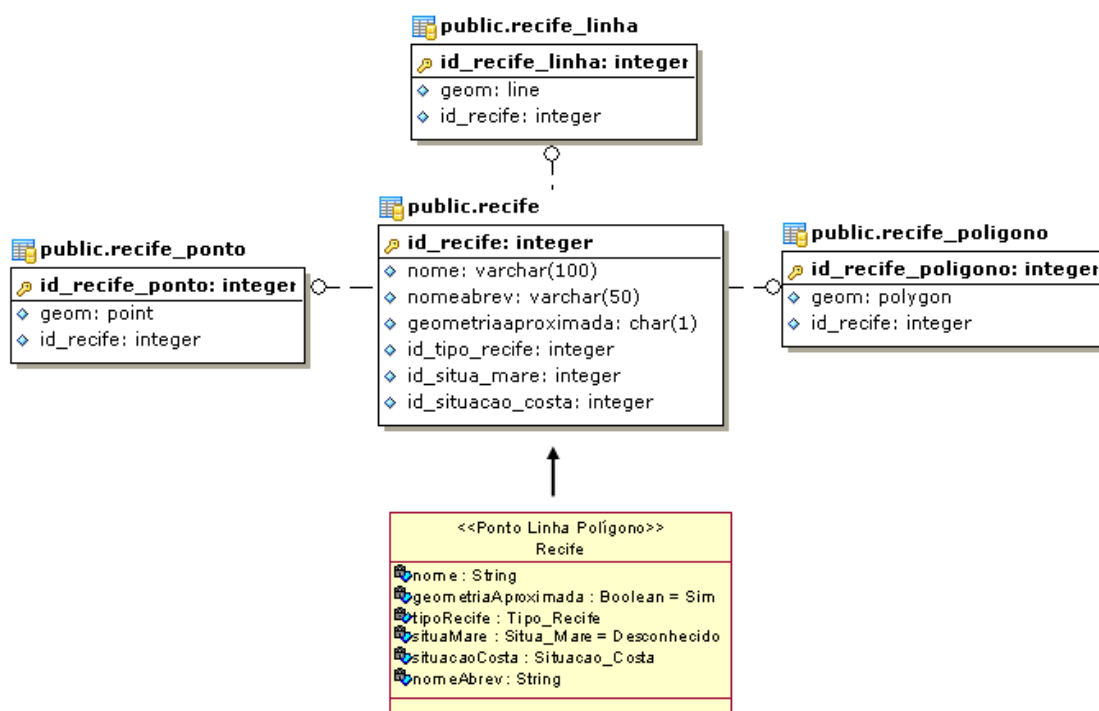 public.recife_linha
id_recife_linha: integer
geom: line
id_recife: integer
public.recife
id_recife: integer
nome: varchar(100)
nomeabrev: varchar(50)
geometriaaproximada: char(1)
id_tipo_recife: integer
id_situa_mare: integer
id_situacao_costa: integer
public.recife_ponto
id_recife_ponto: integer
geom: point
id_recife: integer
public.recife_poligono
id_recife_poligono: integer
geom: polygon
id_recife: integer
<<Ponto Linha Polígono>>
Recife
nome : String
geometriaAproximada : Boolean = Sim
tipoRecife : Tipo_Recife
situaMare : Situa_Mare = Desconhecido
situacaoCosta : Situacao_Costa
nomeAbrev : String